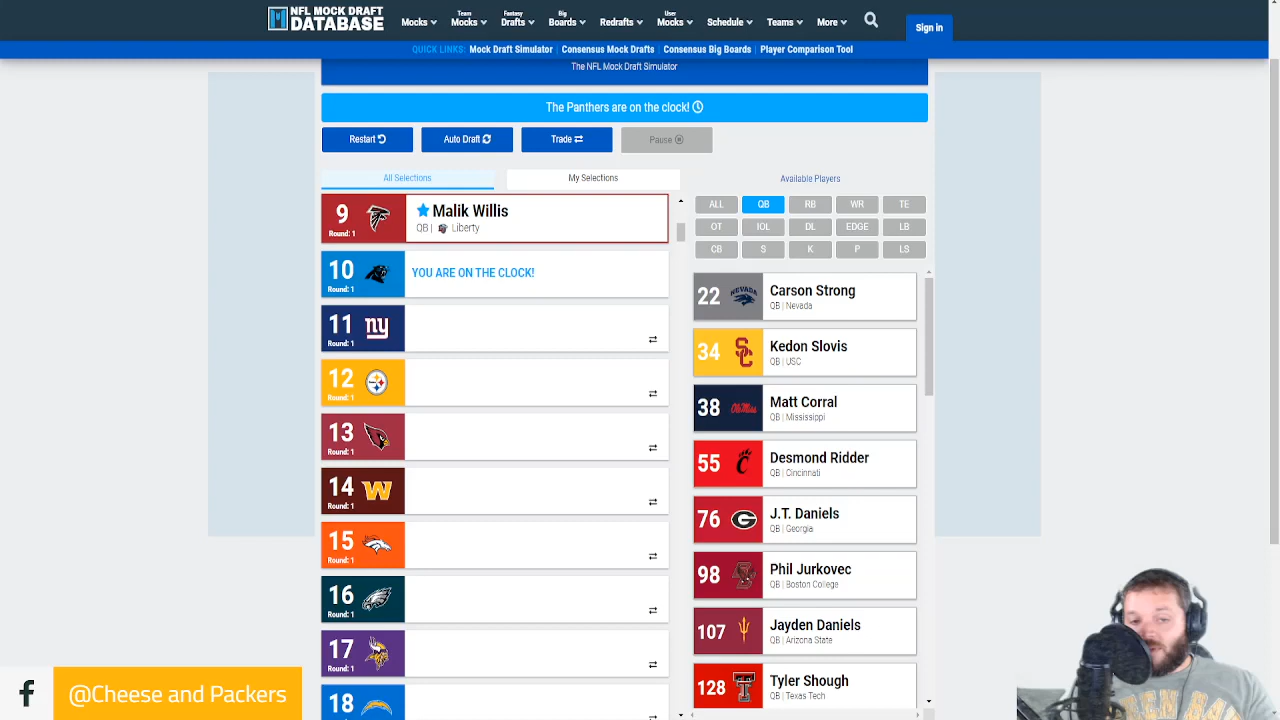 NFL MOCK DRAFT
DATABASE
Mocks
Team
Mocks
Fantasy
Drafts
Big
Boards
Redrafts
User
Mocks
Schedule
Teams
More
Sign in
QUICK LINKS: Mock Draft Simulator Consensus Mock Drafts Consensus Big Boards Player Comparison Tool
The NFL Mock Draft Simulator
The Panthers are on the clock!
Restart
Auto Draft
Trade
Pause
All Selections
My Selections
9
Round: 1
Malik Willis
QB | Liberty
10
Round: 1
YOU ARE ON THE CLOCK!
11
ny
Round: 1
12
Round: 1
13
Round: 1
14
W
Round: 1
15
Round: 1
16
Round: 1
17
Round: 1
18
Available Players
ALL QB RB WR TE
OT IOL DL EDGE LB
CB S K P LS
22
NEVADA
Carson Strong
QB | Nevada
34
SC
Kedon Slovis
QB | USC
38
Ole Miss
Matt Corral
QB | Mississippi
55
C
Desmond Ridder
QB | Cincinnati
76
G
J.T. Daniels
QB | Georgia
98
Phil Jurkovec
QB | Boston College
107
Jayden Daniels
QB | Arizona State
128
T
Tyler Shough
QB | Texas Tech
f
@Cheese and Packers